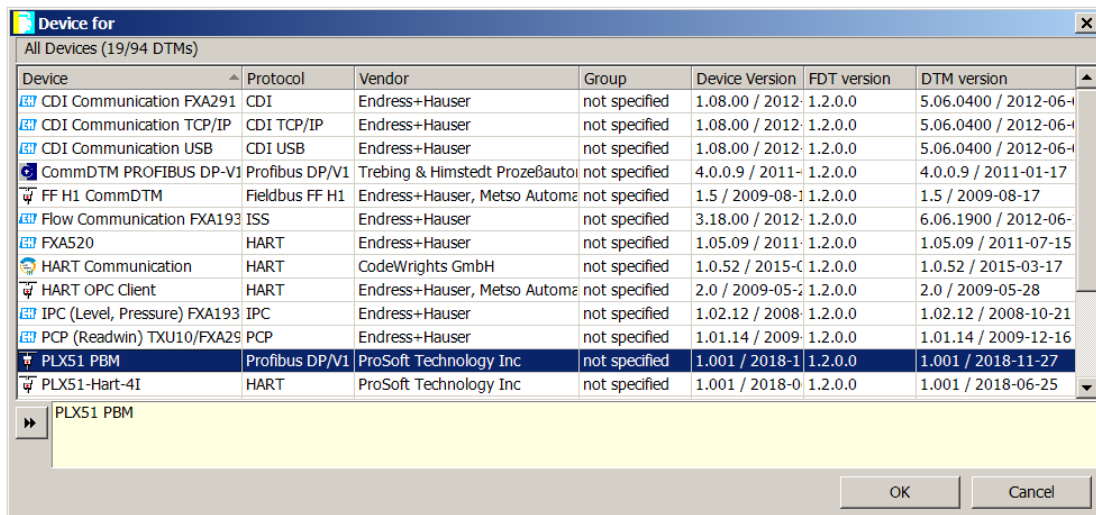 Device for
All Devices (19/94 DTMs)
Device Protocol Vendor Group Device Version FDT version DTM version
CDI Communication FXA291 CDI Endress+Hauser not specified 1.08.00 / 2012- 1.2.0.0 5.06.0400 / 2012-06-
CDI Communication TCP/IP CDI TCP/IP Endress+Hauser not specified 1.08.00 / 2012- 1.2.0.0 5.06.0400 / 2012-06-
CDI Communication USB CDI USB Endress+Hauser not specified 1.08.00 / 2012- 1.2.0.0 5.06.0400 / 2012-06-
CommDTM PROFIBUS DP-V1 Profibus DP/V1 Trebing & Himstedt Prozeßautor not specified 4.0.0.9 / 2011- 1.2.0.0 4.0.0.9 / 2011-01-17
FF H1 CommDTM Fieldbus FF H1 Endress+Hauser, Metso Automa not specified 1.5 / 2009-08-1 1.2.0.0 1.5 / 2009-08-17
Flow Communication FXA193 ISS Endress+Hauser not specified 3.18.00 / 2012- 1.2.0.0 6.06.1900 / 2012-06-
FXA520 HART Endress+Hauser not specified 1.05.09 / 2011- 1.2.0.0 1.05.09 / 2011-07-15
HART Communication HART CodeWrights GmbH not specified 1.0.52 / 2015-0 1.2.0.0 1.0.52 / 2015-03-17
HART OPC Client HART Endress+Hauser, Metso Automa not specified 2.0 / 2009-05-2 1.2.0.0 2.0 / 2009-05-28
IPC (Level, Pressure) FXA193 IPC Endress+Hauser not specified 1.02.12 / 2008- 1.2.0.0 1.02.12 / 2008-10-21
PCP (Readwin) TXU10/FXA29 PCP Endress+Hauser not specified 1.01.14 / 2009- 1.2.0.0 1.01.14 / 2009-12-16
PLX51 PBM Profibus DP/V1 ProSoft Technology Inc not specified 1.001 / 2018-1 1.2.0.0 1.001 / 2018-11-27
PLX51-Hart-4I HART ProSoft Technology Inc not specified 1.001 / 2018-0 1.2.0.0 1.001 / 2018-06-25
PLX51 PBM
OK Cancel